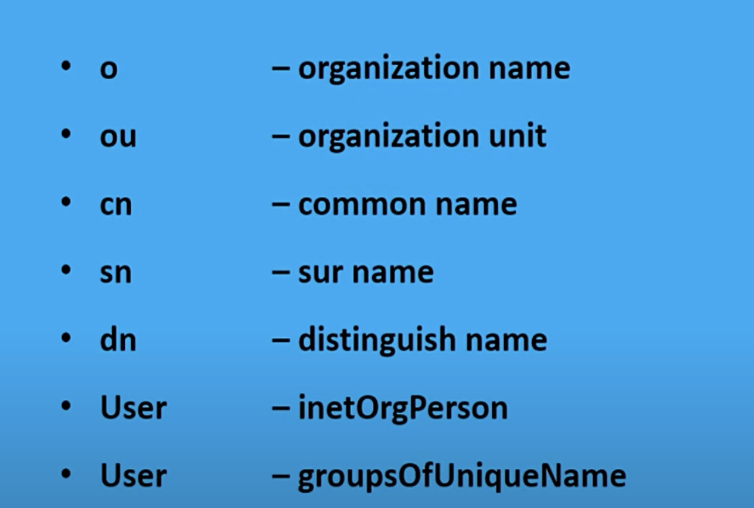 • o – organization name
• ou – organization unit
• cn – common name
• sn – sur name
• dn – distinguish name
• User – inetOrgPerson
• User – groupsOfUniqueName